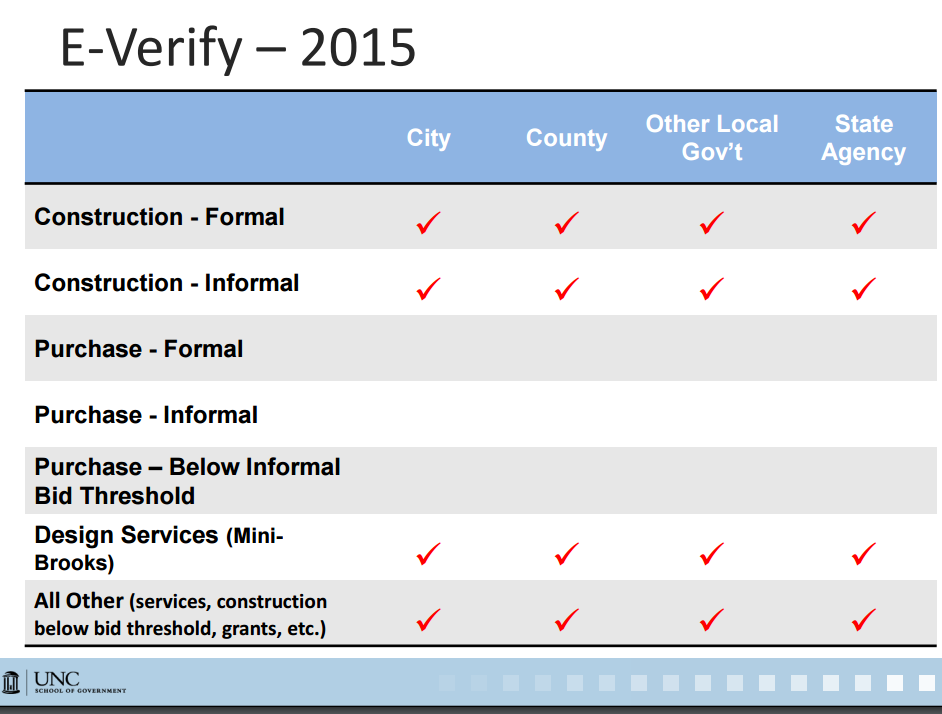 E-Verify – 2015
City
County
Other Local
Gov’t
State
Agency
Construction - Formal
✓ ✓ ✓ ✓
Construction - Informal
✓ ✓ ✓ ✓
Purchase - Formal
Purchase - Informal
Purchase – Below Informal
Bid Threshold
Design Services (Mini-
Brooks)
✓ ✓ ✓ ✓
All Other (services, construction
below bid threshold, grants, etc.)
✓ ✓ ✓ ✓
UNC
SCHOOL OF GOVERNMENT